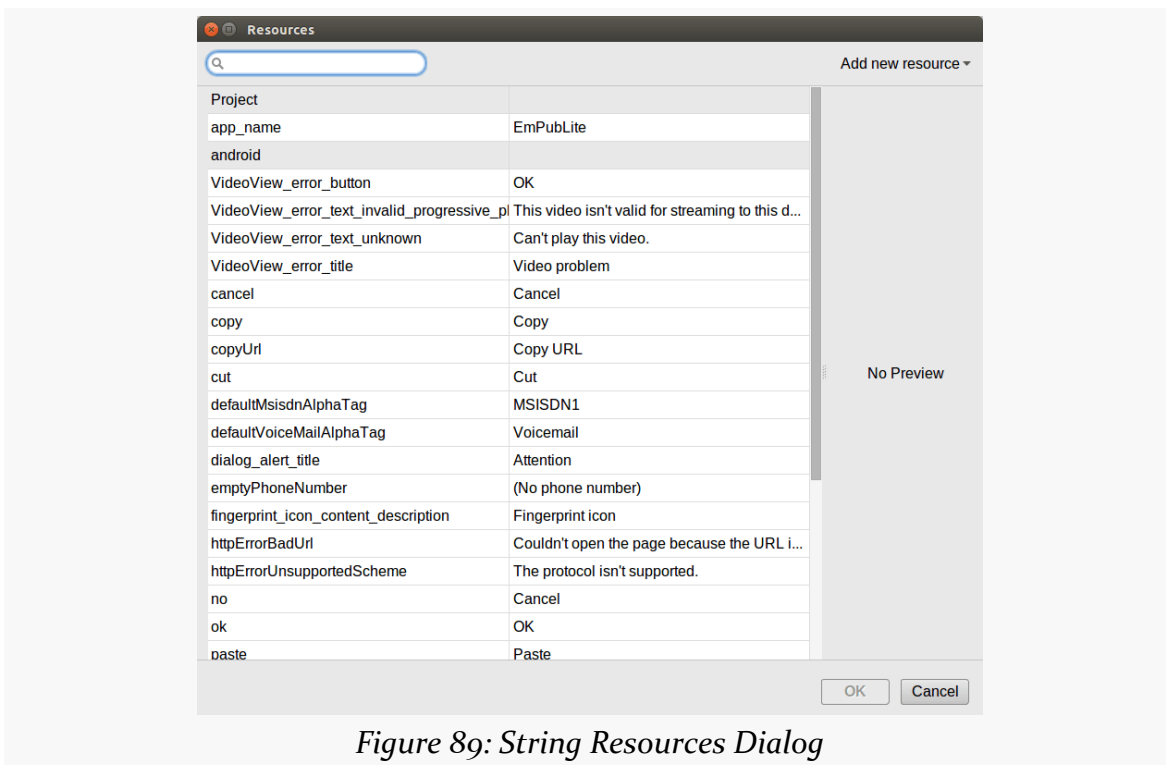 Resources
Add new resource
Project
app_name EmPubLite
android
VideoView_error_button OK
VideoView_error_text_invalid_progressive_pl This video isn't valid for streaming to this d...
VideoView_error_text_unknown Can't play this video.
VideoView_error_title Video problem
cancel Cancel
copy Copy
copyUrl Copy URL
cut Cut
No Preview
defaultMsisdnAlphaTag MSISDN1
defaultVoiceMailAlphaTag Voicemail
dialog_alert_title Attention
emptyPhoneNumber (No phone number)
fingerprint_icon_content_description Fingerprint icon
httpErrorBadUrl Couldn't open the page because the URL i...
httpErrorUnsupportedScheme The protocol isn't supported.
no Cancel
ok OK
paste Paste
OK Cancel
Figure 89: String Resources Dialog